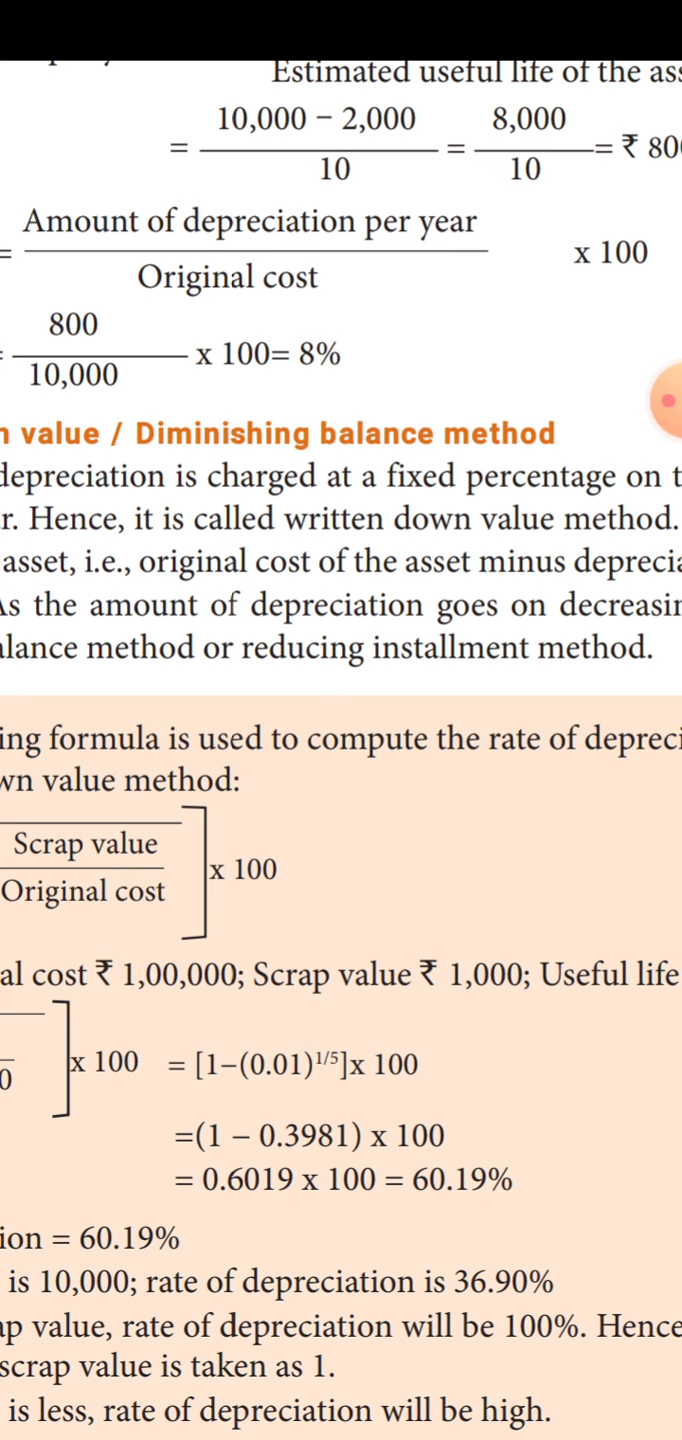 Estimated useful life of the
= 10,000 − 2,000 / 10 = 8,000 / 10 = ₹ 80
= Amount of depreciation per year / Original cost x 100
= 800 / 10,000 x 100= 8%
value / Diminishing balance method
depreciation is charged at a fixed percentage on
r. Hence, it is called written down value method.
asset, i.e., original cost of the asset minus
As the amount of depreciation goes on
method or reducing installment method.
ing formula is used to compute the rate of
wn value method:
Scrap value / Original cost ] x 100
al cost ₹ 1,00,000; Scrap value ₹ 1,000; Useful life
0 ] x 100 = [1−(0.01)¹/⁵]x 100
=(1 − 0.3981) x 100
= 0.6019 x 100 = 60.19%
ion = 60.19%
is 10,000; rate of depreciation is 36.90%
value, rate of depreciation will be 100%. Hence
scrap value is taken as 1.
is less, rate of depreciation will be high.